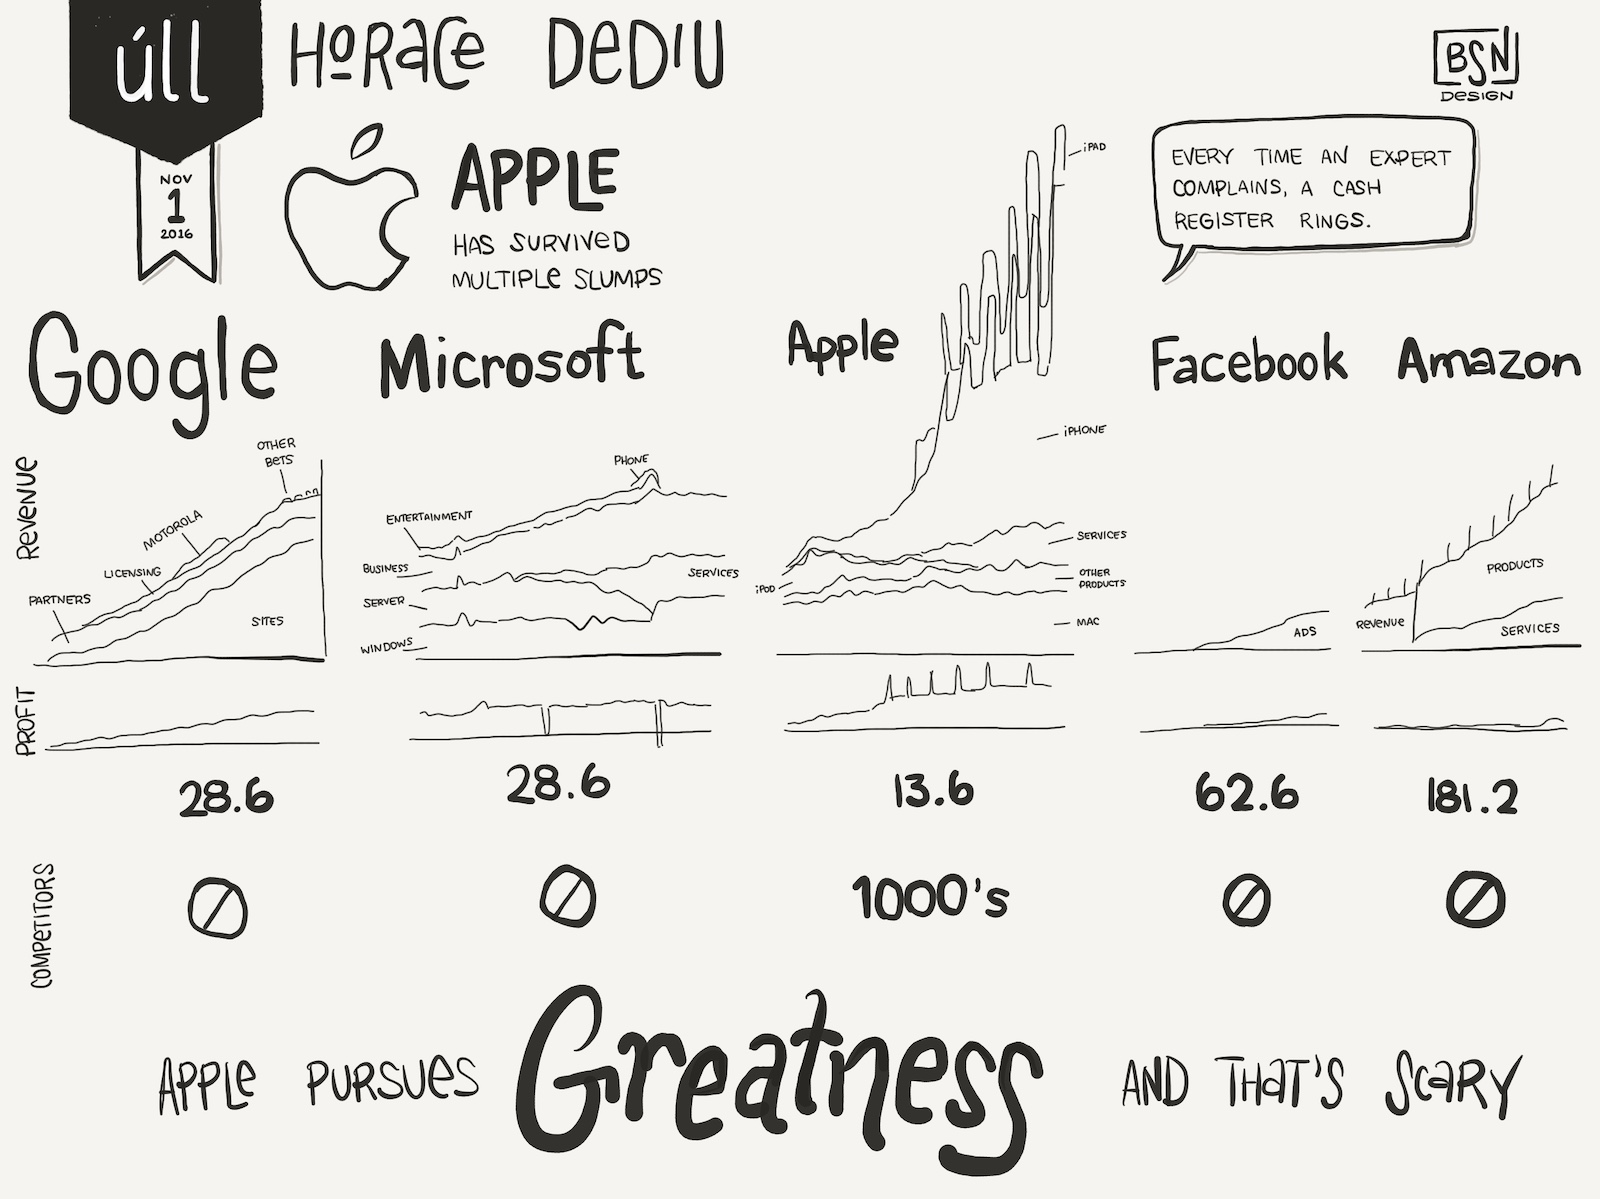 úll
HORACE DEDIU
BSN
DESIGN
NOV
1
2016
APPLE
HAS SURVIVED
MULTIPLE SLUMPS
EVERY TIME AN EXPERT
COMPLAINS, A CASH
REGISTER RINGS.
Google
Microsoft
Apple
Facebook
Amazon
REVENUE
OTHER
BETS
MOTOROLA
LICENSING
PARTNERS
SITES
PHONE
ENTERTAINMENT
BUSINESS
SERVICES
SERVER
WINDOWS
iPAD
iPHONE
SERVICES
iPOD
OTHER
PRODUCTS
MAC
ADS
PRODUCTS
REVENUE
SERVICES
PROFIT
28.6
28.6
13.6
62.6
181.2
COMPETITORS
1000's
APPLE PURSUES Greatness AND THAT'S SCARY